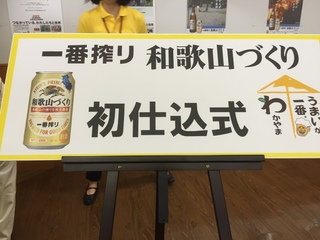 一番搾り 和歌山づくり
初仕込式
和歌山づくり
一番搾り
うまいが
一番、
わかやま